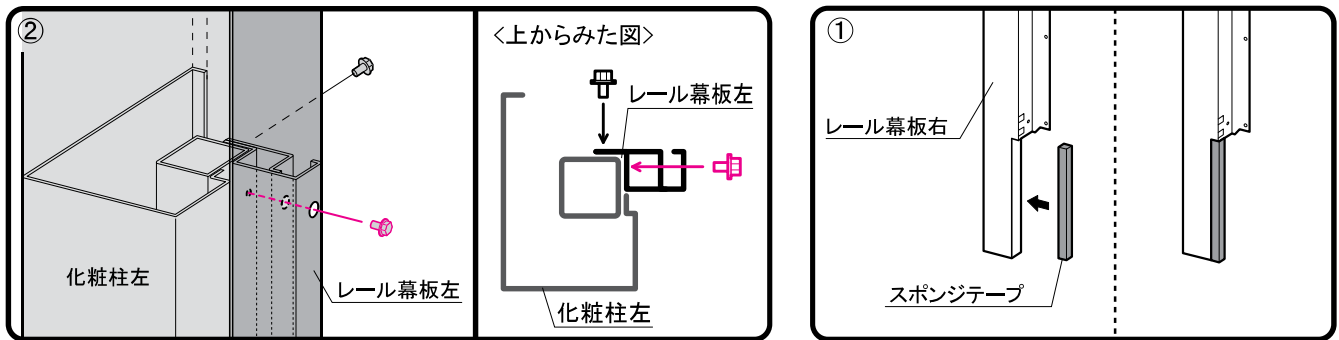 ②
<上からみた図>
レール幕板左
化粧柱左
レール幕板左
化粧柱左
①
レール幕板右
スポンジテープ